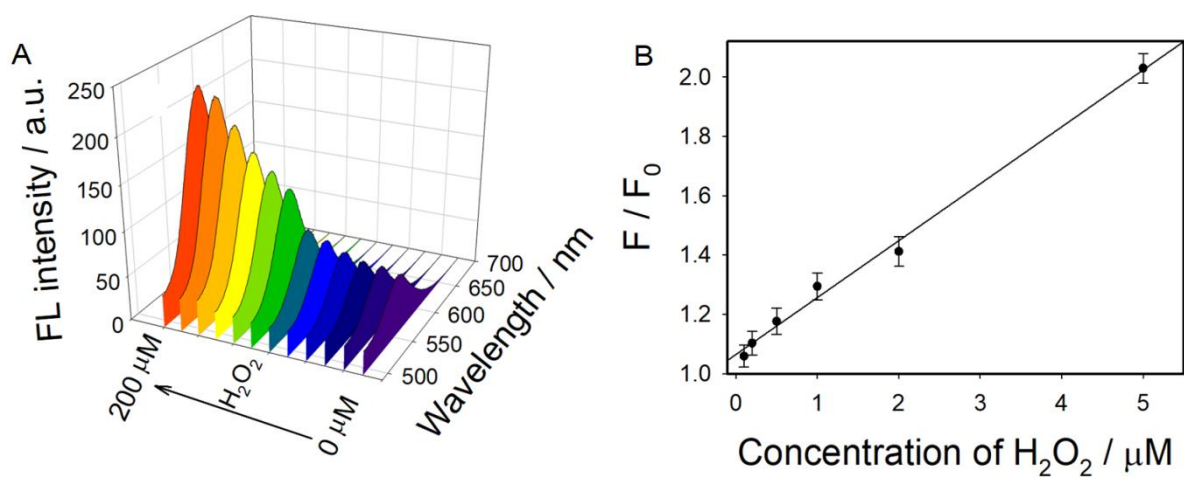 A
FL intensity / a.u.
250
200
150
100
50
0
200 μM
H₂O₂
0 μM
Wavelength / nm
700
650
600
550
500
B
F / F₀
2.0
1.8
1.6
1.4
1.2
1.0
0 1 2 3 4 5
Concentration of H₂O₂ / μM